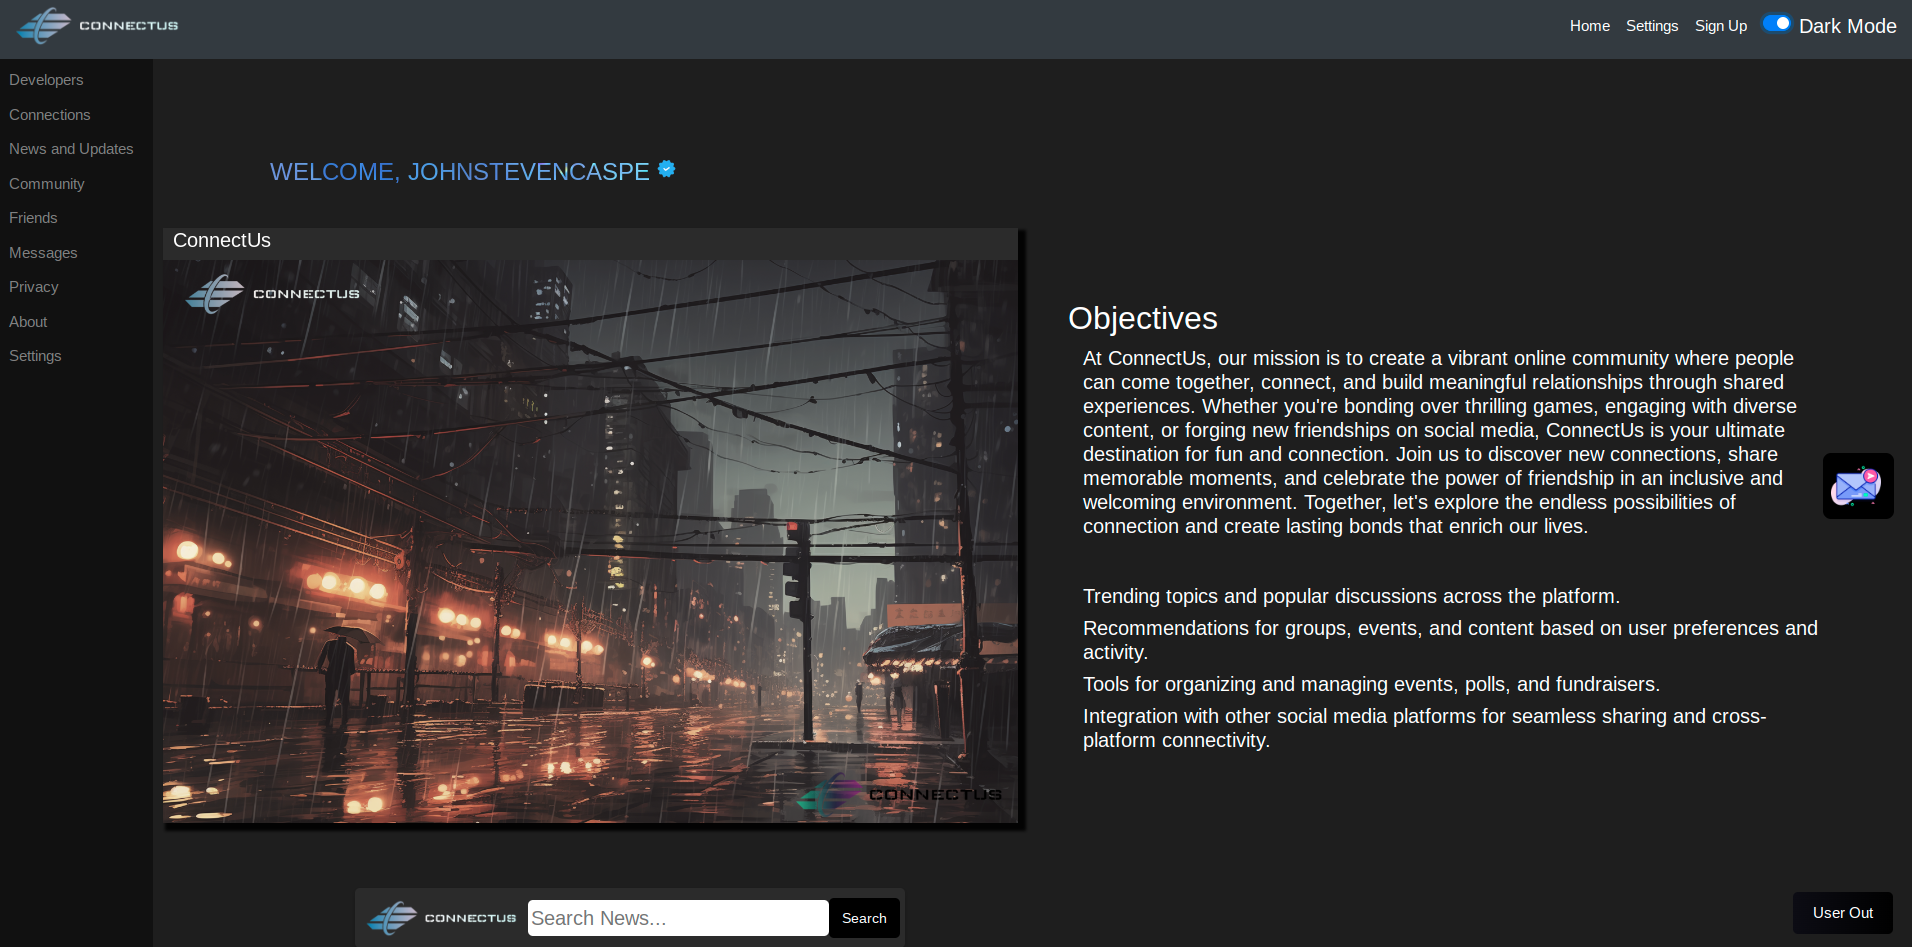 CONNECTUS
Home Settings Sign Up Dark Mode
Developers
Connections
News and Updates
Community
Friends
Messages
Privacy
About
Settings
WELCOME, JOHNSTEVENCASPE
ConnectUs
CONNECTUS
CONNECTUS
Objectives
At ConnectUs, our mission is to create a vibrant online community where people
can come together, connect, and build meaningful relationships through shared
experiences. Whether you're bonding over thrilling games, engaging with diverse
content, or forging new friendships on social media, ConnectUs is your ultimate
destination for fun and connection. Join us to discover new connections, share
memorable moments, and celebrate the power of friendship in an inclusive and
welcoming environment. Together, let's explore the endless possibilities of
connection and create lasting bonds that enrich our lives.
Trending topics and popular discussions across the platform.
Recommendations for groups, events, and content based on user preferences and
activity.
Tools for organizing and managing events, polls, and fundraisers.
Integration with other social media platforms for seamless sharing and cross-
platform connectivity.
CONNECTUS
Search News...
Search
User Out